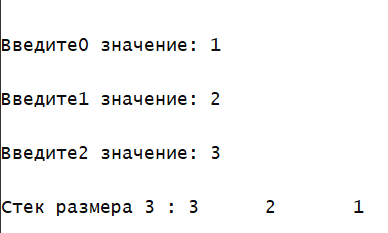 Введите0 значение: 1
Введите1 значение: 2
Введите2 значение: 3
Стек размера 3 : 3 2 1